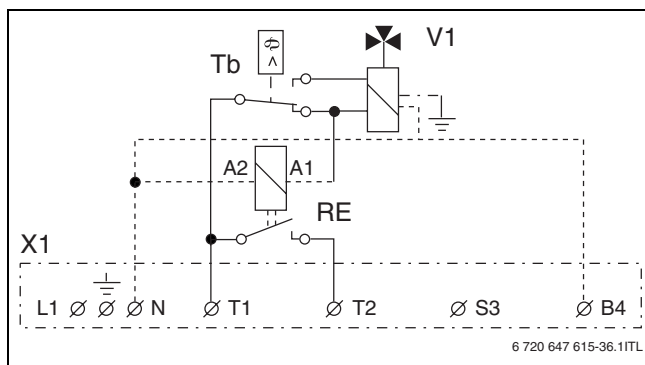 V1
Tb
ϑ <
A2 A1
RE
X1
L1 N T1 T2 S3 B4
6 720 647 615-36.1ITL